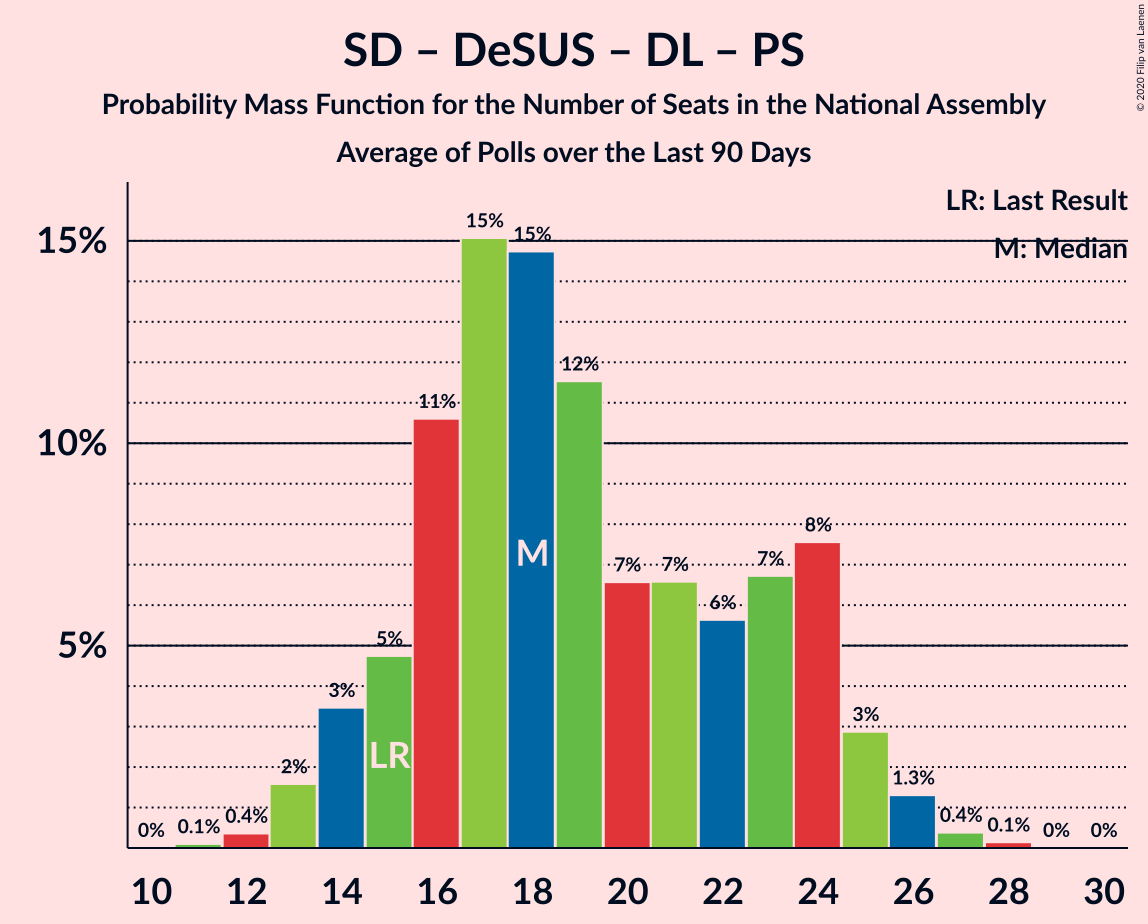 SD – DeSUS – DL – PS
Probability Mass Function for the Number of Seats in the National Assembly
Average of Polls over the Last 90 Days
© 2020 Filip van Laenen
LR: Last Result
M: Median
15%
10%
5%
0%
0.1%
0.4%
2%
3%
5%
11%
15%
15%
12%
7%
7%
6%
7%
8%
3%
1.3%
0.4%
0.1%
0%
0%
LR
M
10 12 14 16 18 20 22 24 26 28 30